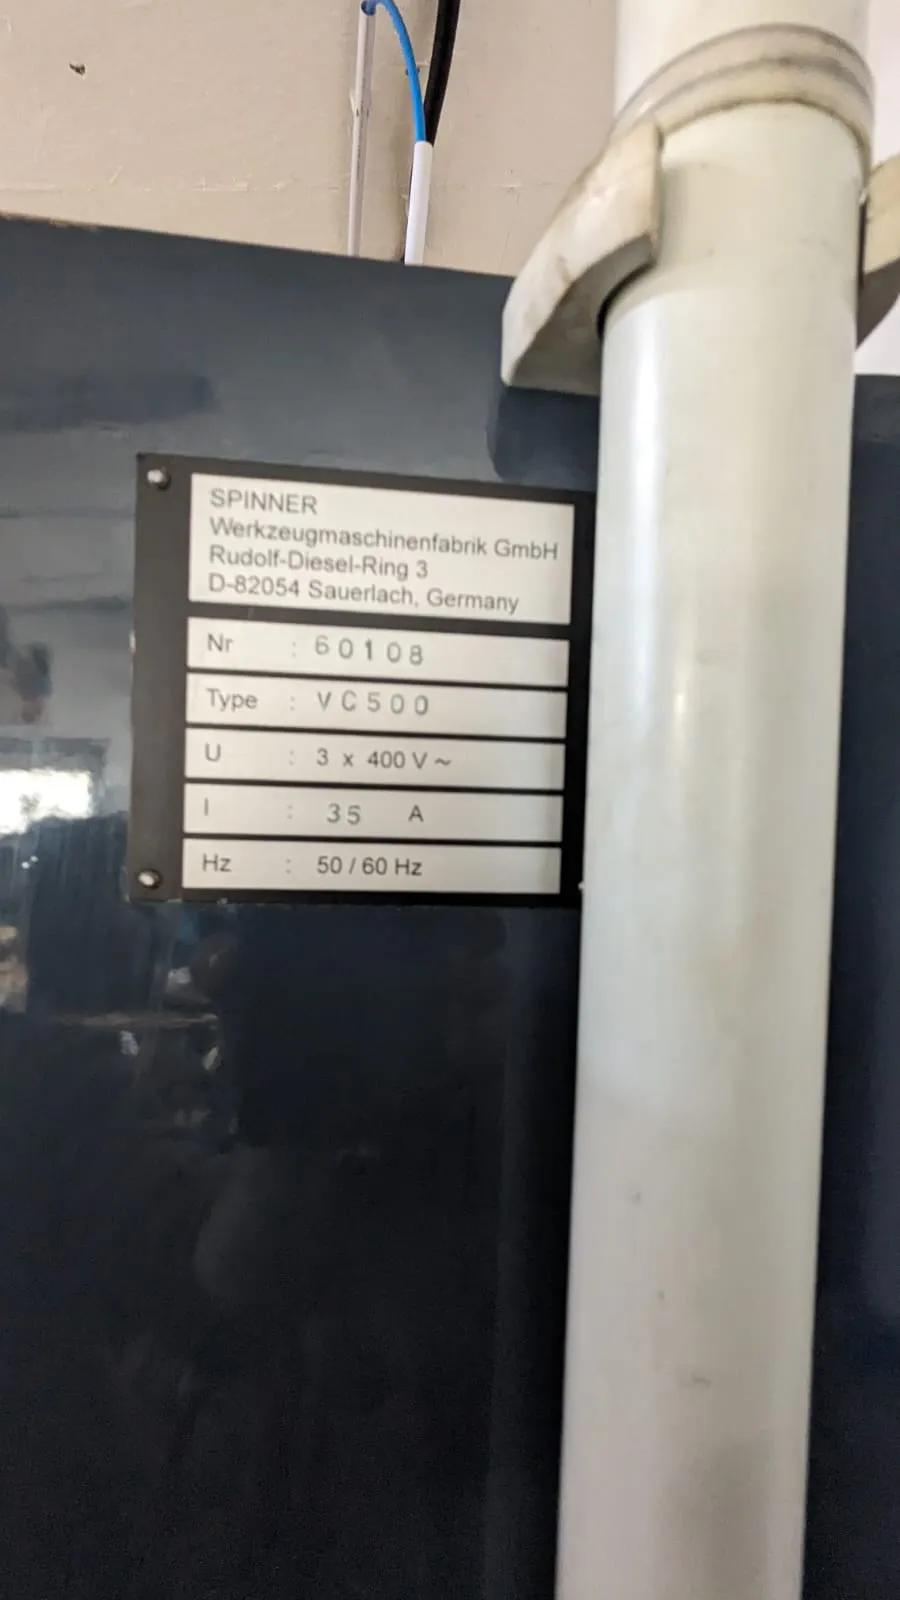 SPINNER
Werkzeugmaschinenfabrik GmbH
Rudolf-Diesel-Ring 3
D-82054 Sauerlach, Germany
Nr : 60108
Type : VC500
U : 3 x 400 V ~
I : 35 A
Hz : 50 / 60 Hz